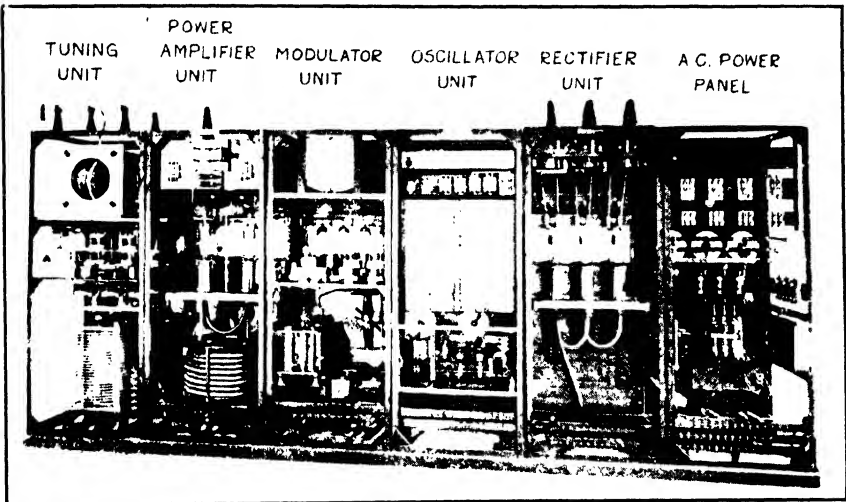 TUNING UNIT
POWER AMPLIFIER UNIT
MODULATOR UNIT
OSCILLATOR UNIT
RECTIFIER UNIT
A C. POWER PANEL